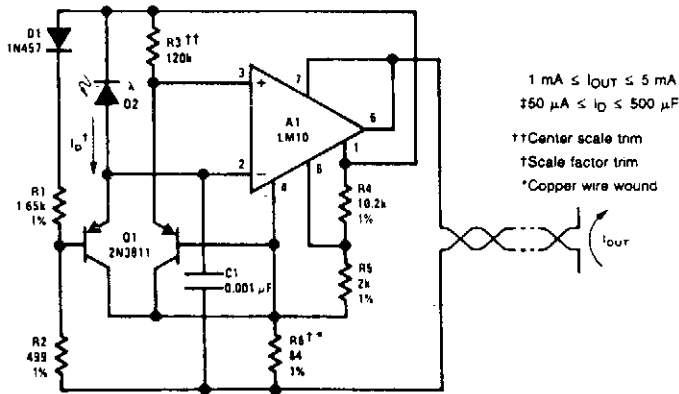 D1
1N457
R3 ††
120k
λ
D2
I_D†
3
+
7
A1
LM10
6
1
2
−
4
8
R1
1.65k
1%
R4
10.2k
1%
Q1
2N3811
C1
0.001 µF
R5
2k
1%
R2
499
1%
R6†*
84
1%
I_OUT
1 mA ≤ I_OUT ≤ 5 mA
‡50 µA ≤ I_D ≤ 500 µF
††Center scale trim
†Scale factor trim
*Copper wire wound